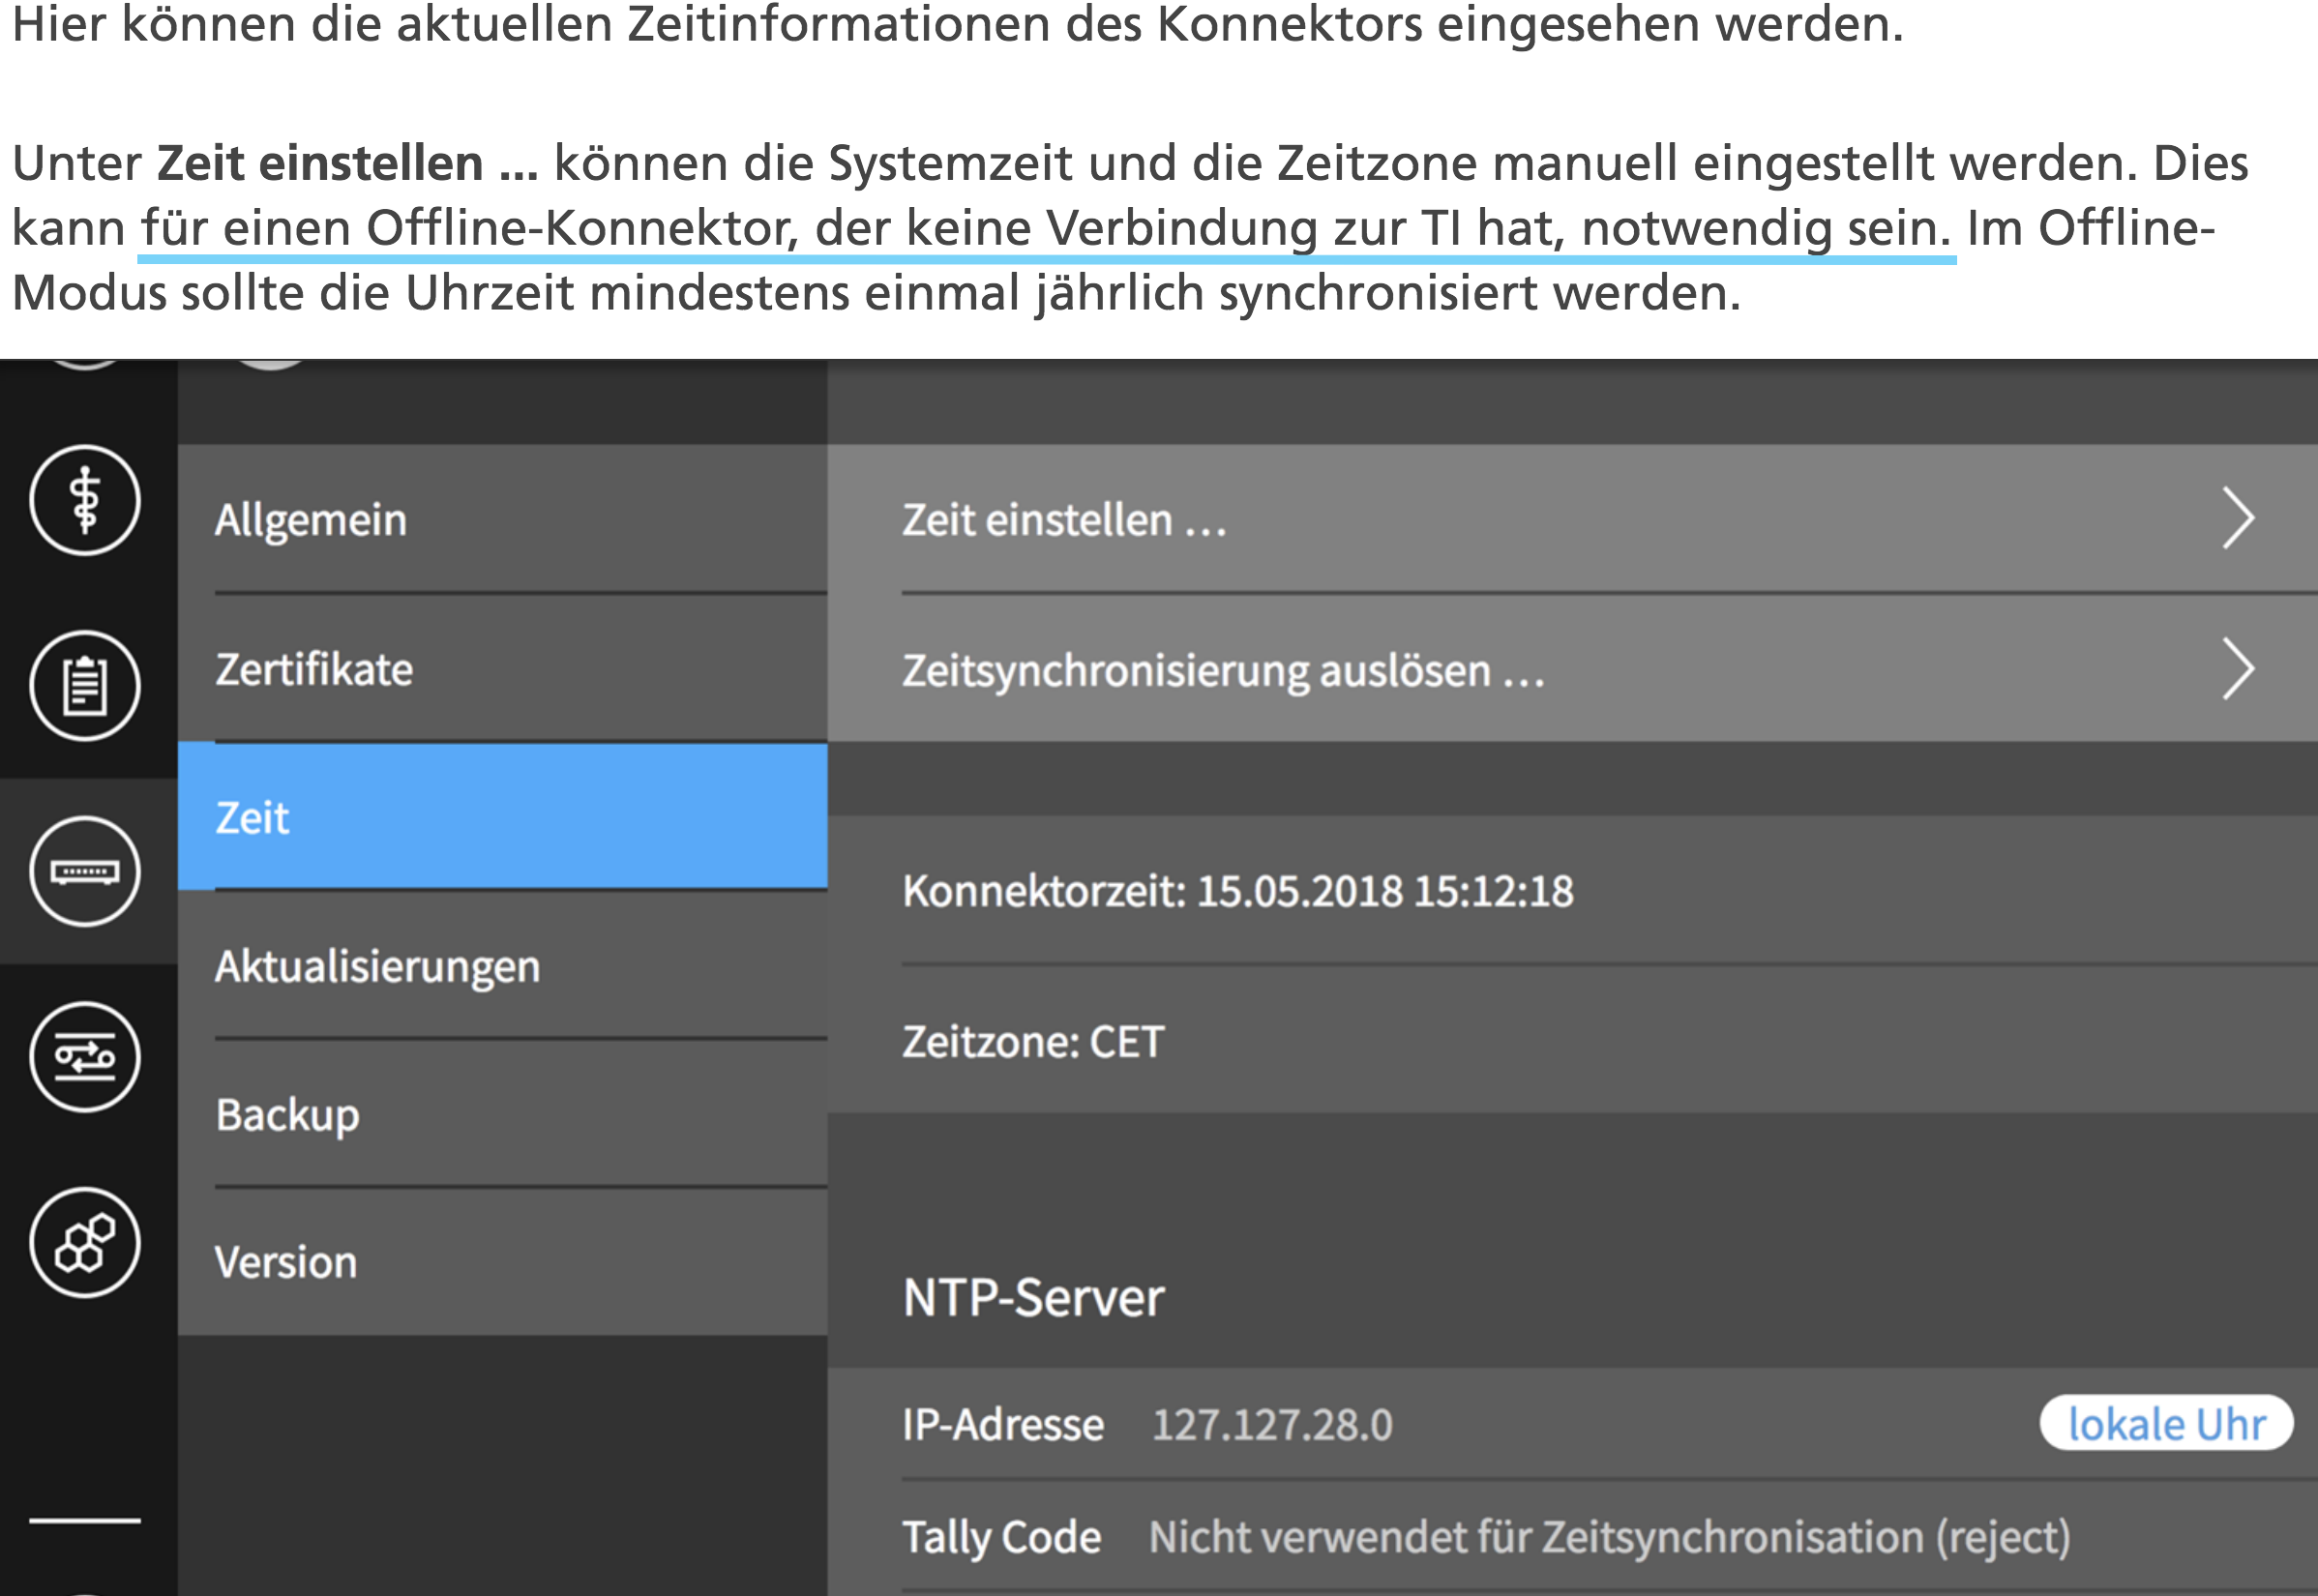 Hier können die aktuellen Zeitinformationen des Konnektors eingesehen werden.
Unter Zeit einstellen ... können die Systemzeit und die Zeitzone manuell eingestellt werden. Dies
kann für einen Offline-Konnektor, der keine Verbindung zur TI hat, notwendig sein. Im Offline-
Modus sollte die Uhrzeit mindestens einmal jährlich synchronisiert werden.
Allgemein
Zertifikate
Zeit
Aktualisierungen
Backup
Version
Zeit einstellen ...
Zeitsynchronisierung auslösen ...
Konnektorzeit: 15.05.2018 15:12:18
Zeitzone: CET
NTP-Server
IP-Adresse 127.127.28.0 lokale Uhr
Tally Code Nicht verwendet für Zeitsynchronisation (reject)